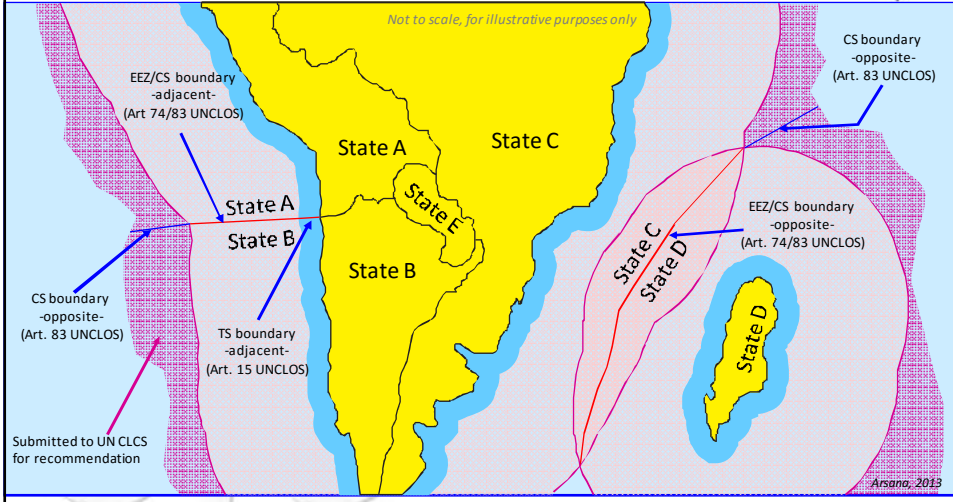 Not to scale, for illustrative purposes only
CS boundary
-opposite-
(Art. 83 UNCLOS)
EEZ/CS boundary
-adjacent-
(Art 74/83 UNCLOS)
State A
State C
State E
State A
State B
State B
EEZ/CS boundary
-opposite-
(Art. 74/83 UNCLOS)
State C
State D
State D
CS boundary
-opposite-
(Art. 83 UNCLOS)
TS boundary
-adjacent-
(Art. 15 UNCLOS)
Submitted to UN CLCS
for recommendation
Arsana, 2013